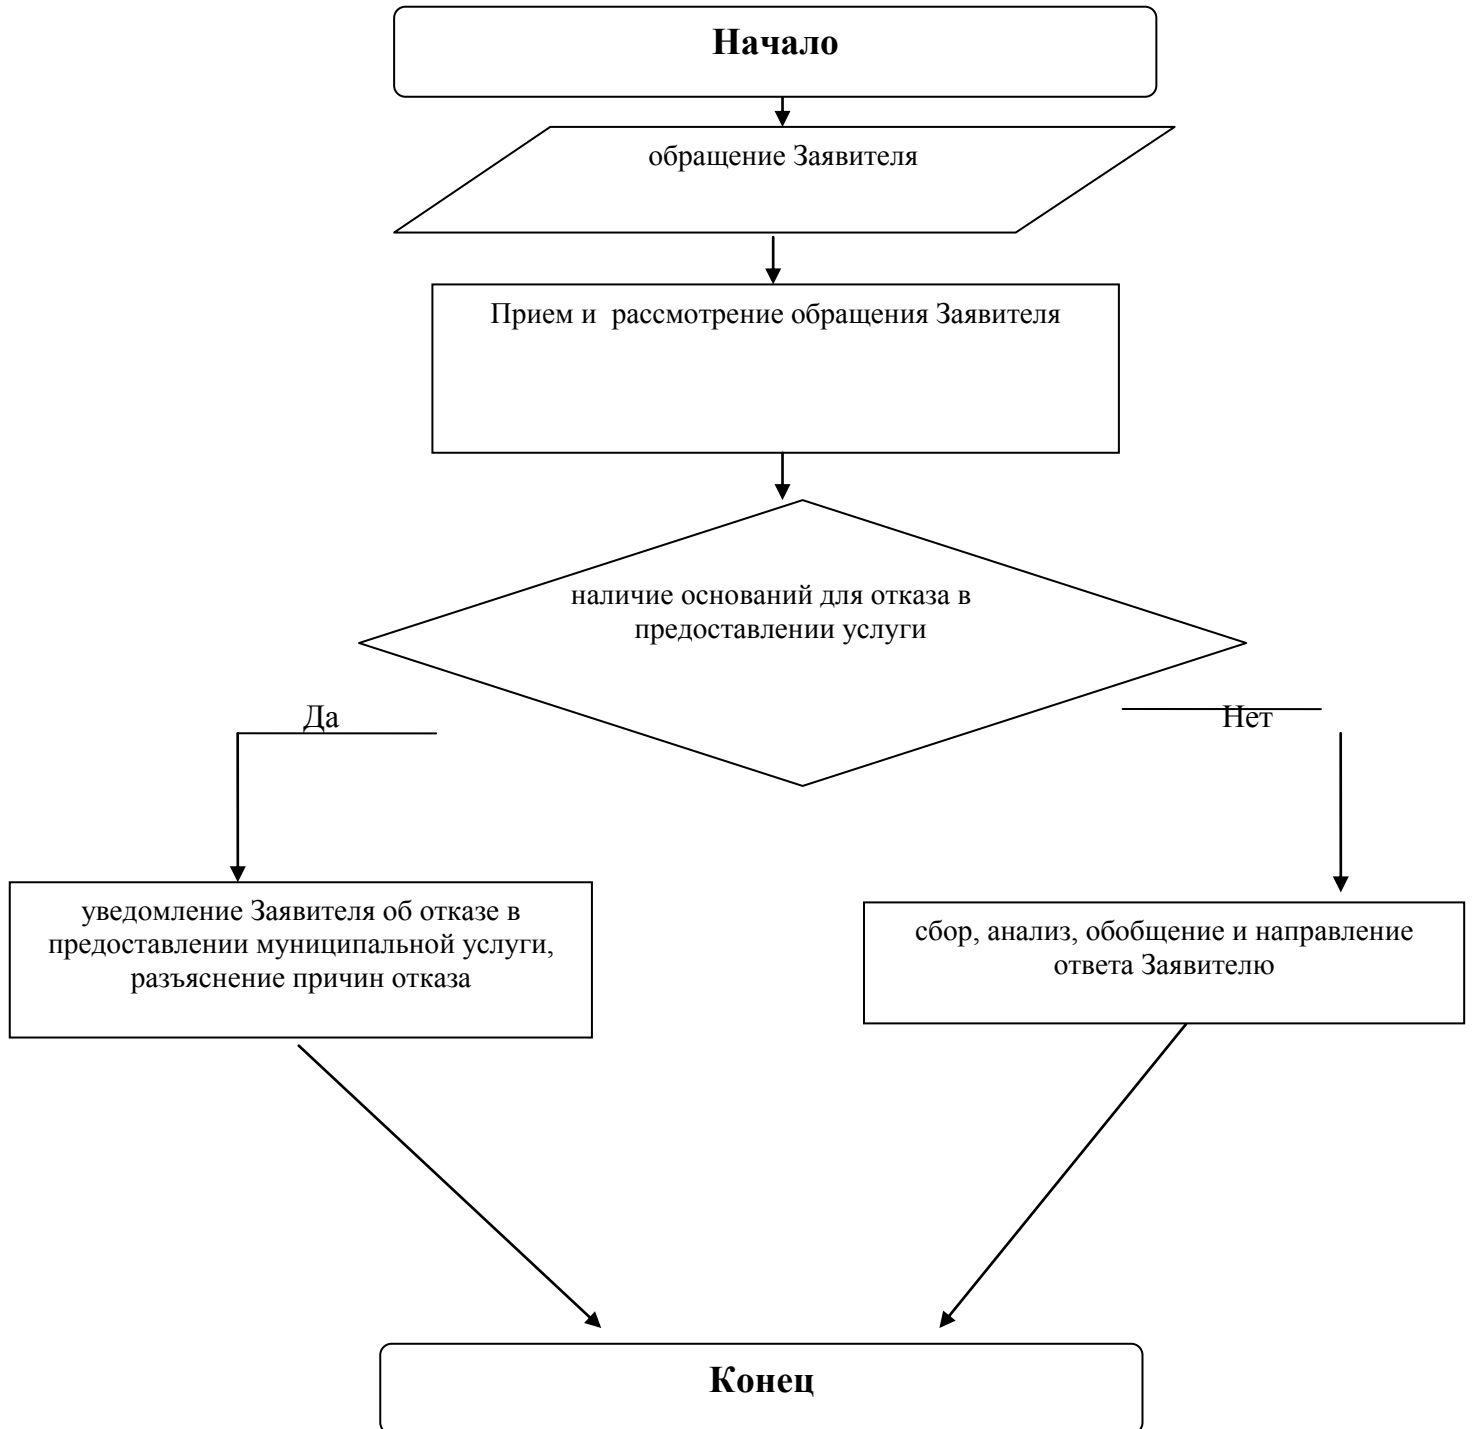 Начало
обращение Заявителя
Прием и  рассмотрение обращения Заявителя
наличие оснований для отказа в
предоставлении услуги
Да
Нет
уведомление Заявителя об отказе в
предоставлении муниципальной услуги,
разъяснение причин отказа
сбор, анализ, обобщение и направление
ответа Заявителю
Конец